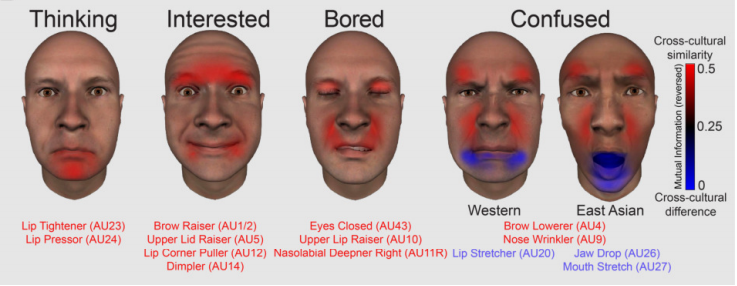 Thinking
Interested
Bored
Confused
Cross-cultural
similarity
0.5
0.25
0
Mutual Information (reversed)
Cross-cultural
difference
Western
East Asian
Lip Tightener (AU23)
Lip Pressor (AU24)
Brow Raiser (AU1/2)
Upper Lid Raiser (AU5)
Lip Corner Puller (AU12)
Dimpler (AU14)
Eyes Closed (AU43)
Upper Lip Raiser (AU10)
Nasolabial Deepner Right (AU11R)
Brow Lowerer (AU4)
Nose Wrinkler (AU9)
Lip Stretcher (AU20)
Jaw Drop (AU26)
Mouth Stretch (AU27)